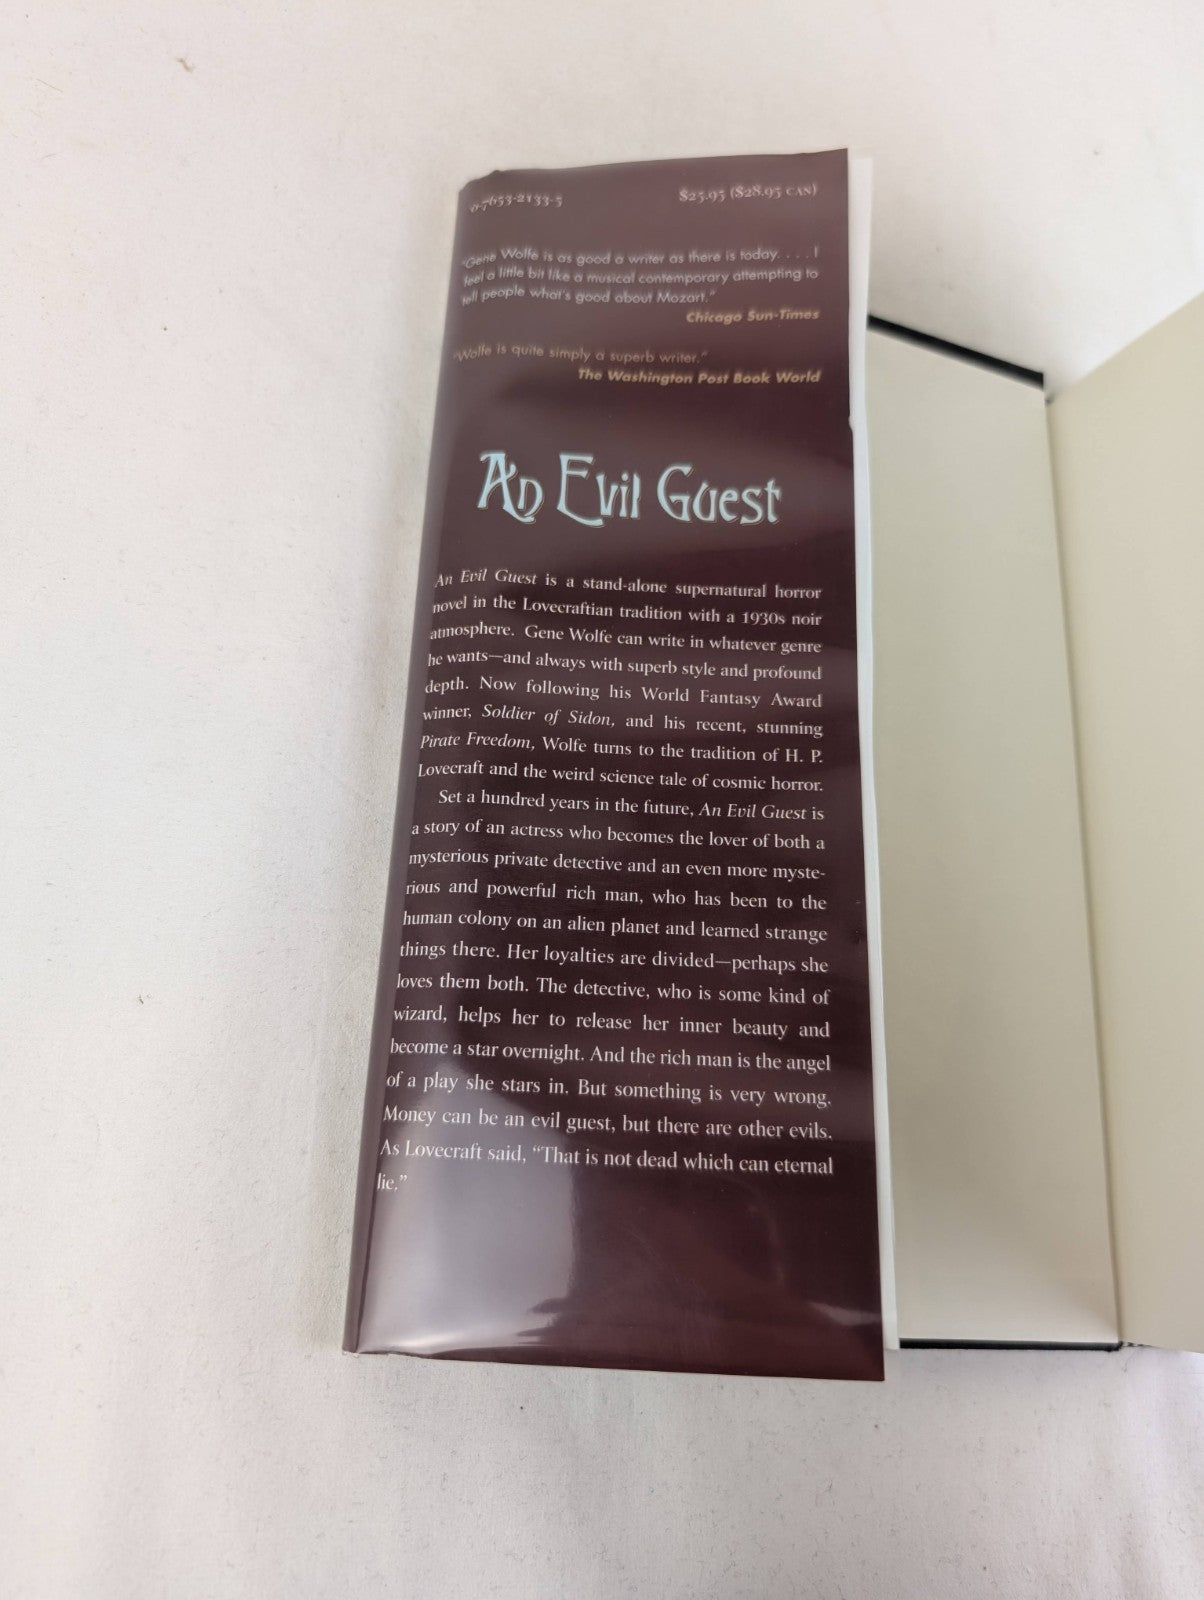 0-7653-2133-5 $25.95 ($28.95 CAN)
"Gene Wolfe is as good a writer as there is today. . . . I
feel a little bit like a musical contemporary attempting to
tell people what's good about Mozart."
Chicago Sun-Times
"Wolfe is quite simply a superb writer."
The Washington Post Book World
An Evil Guest
An Evil Guest is a stand-alone supernatural horror
novel in the Lovecraftian tradition with a 1930s noir
atmosphere. Gene Wolfe can write in whatever genre
he wants—and always with superb style and profound
depth. Now following his World Fantasy Award
winner, Soldier of Sidon, and his recent, stunning
Pirate Freedom, Wolfe turns to the tradition of H. P.
Lovecraft and the weird science tale of cosmic horror.
Set a hundred years in the future, An Evil Guest is
a story of an actress who becomes the lover of both a
mysterious private detective and an even more myste-
rious and powerful rich man, who has been to the
human colony on an alien planet and learned strange
things there. Her loyalties are divided—perhaps she
loves them both. The detective, who is some kind of
wizard, helps her to release her inner beauty and
become a star overnight. And the rich man is the angel
of a play she stars in. But something is very wrong.
Money can be an evil guest, but there are other evils.
As Lovecraft said, "That is not dead which can eternal
lie."